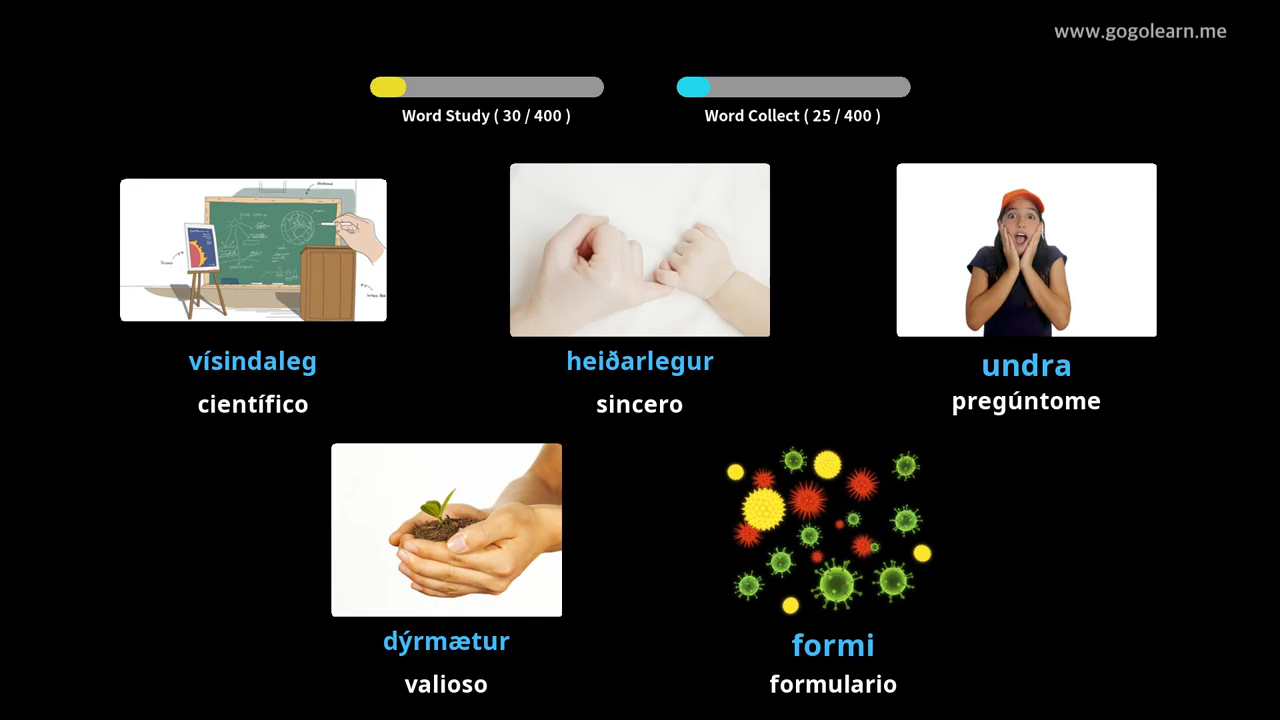 www.gogolearn.me
Word Study ( 30 / 400 )
Word Collect ( 25 / 400 )
vísindaleg
heiðarlegur
undra
científico
sincero
pregúntome
dýrmætur
formi
valioso
formulario